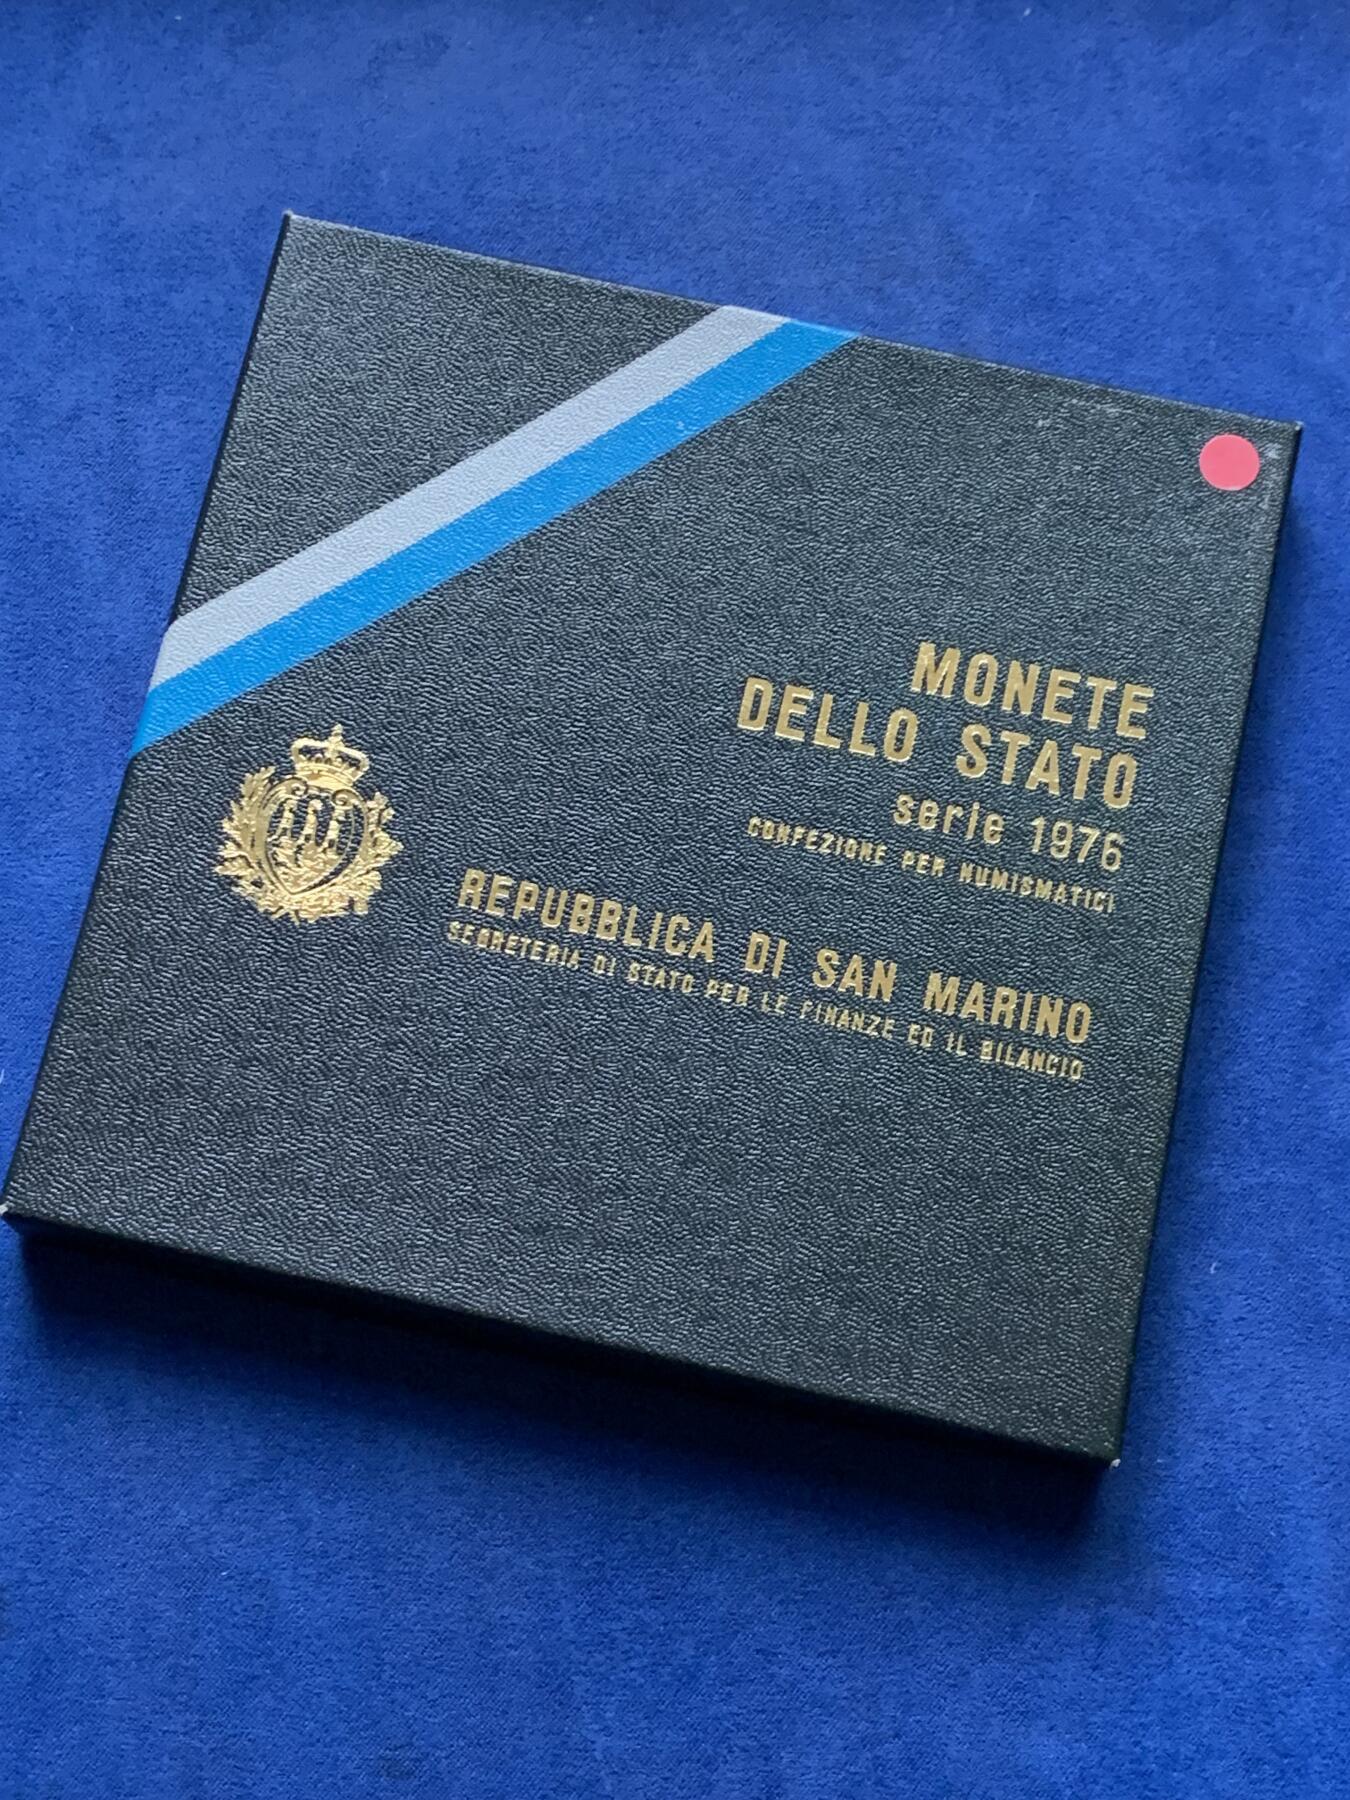 MONETE
DELLO STATO
serie 1976
CONFEZIONE PER NUMISMATICI
REPUBBLICA DI SAN MARINO
SEGRETERIA DI STATO PER LE FINANZE ED IL BILANCIO